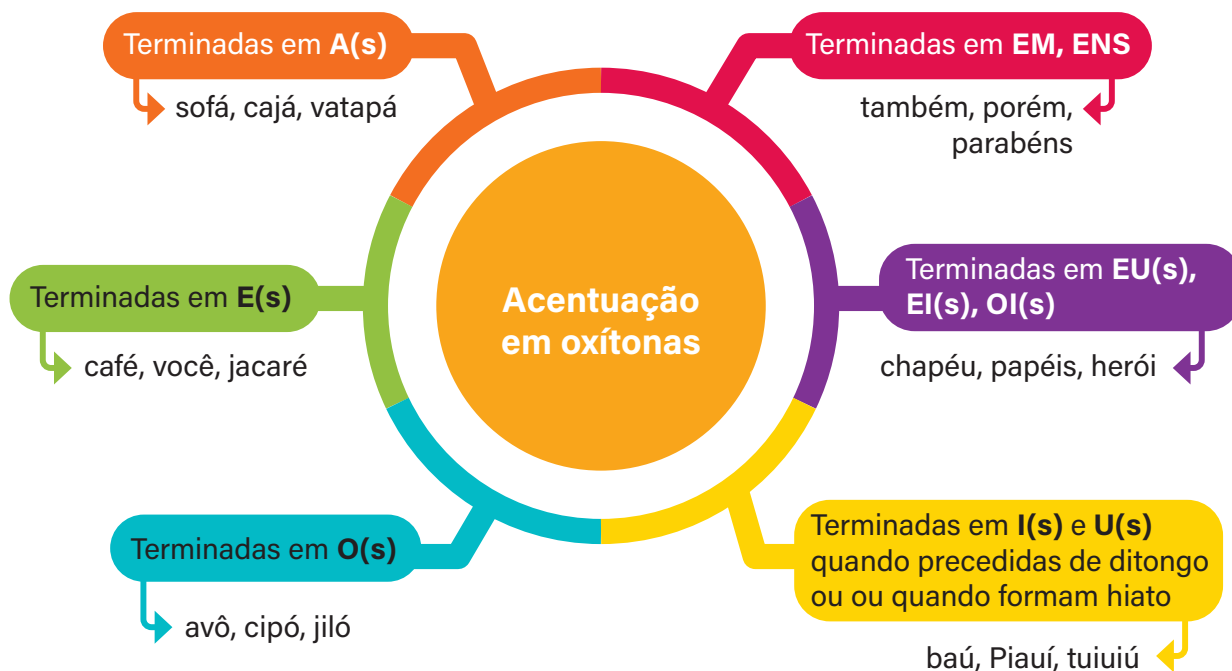 Terminadas em A(s)
sofá, cajá, vatapá
Terminadas em E(s)
café, você, jacaré
Terminadas em O(s)
avô, cipó, jiló
Acentuação
em oxítonas
Terminadas em EM, ENS
também, porém,
parabéns
Terminadas em EU(s),
EI(s), OI(s)
chapéu, papéis, herói
Terminadas em I(s) e U(s)
quando precedidas de ditongo
ou ou quando formam hiato
baú, Piauí, tuiuiú